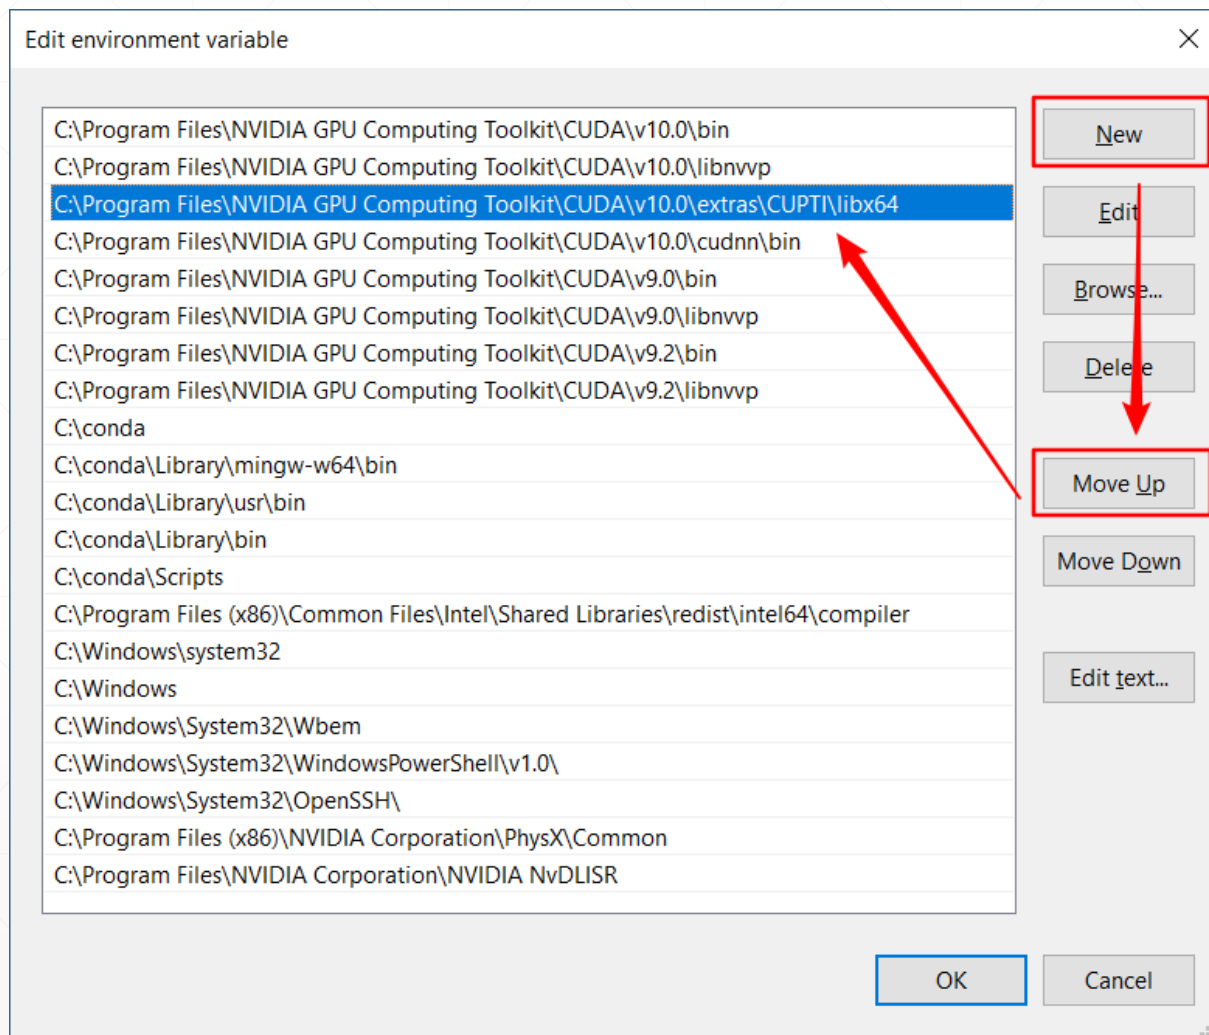 Edit environment variable
C:\Program Files\NVIDIA GPU Computing Toolkit\CUDA\v10.0\bin
C:\Program Files\NVIDIA GPU Computing Toolkit\CUDA\v10.0\libnvvp
C:\Program Files\NVIDIA GPU Computing Toolkit\CUDA\v10.0\extras\CUPTI\libx64
C:\Program Files\NVIDIA GPU Computing Toolkit\CUDA\v10.0\cudnn\bin
C:\Program Files\NVIDIA GPU Computing Toolkit\CUDA\v9.0\bin
C:\Program Files\NVIDIA GPU Computing Toolkit\CUDA\v9.0\libnvvp
C:\Program Files\NVIDIA GPU Computing Toolkit\CUDA\v9.2\bin
C:\Program Files\NVIDIA GPU Computing Toolkit\CUDA\v9.2\libnvvp
C:\conda
C:\conda\Library\mingw-w64\bin
C:\conda\Library\usr\bin
C:\conda\Library\bin
C:\conda\Scripts
C:\Program Files (x86)\Common Files\Intel\Shared Libraries\redist\intel64\compiler
C:\Windows\system32
C:\Windows
C:\Windows\System32\Wbem
C:\Windows\System32\WindowsPowerShell\v1.0\
C:\Windows\System32\OpenSSH\
C:\Program Files (x86)\NVIDIA Corporation\PhysX\Common
C:\Program Files\NVIDIA Corporation\NVIDIA NvDLISR
New
Edit
Browse...
Delete
Move Up
Move Down
Edit text...
OK
Cancel